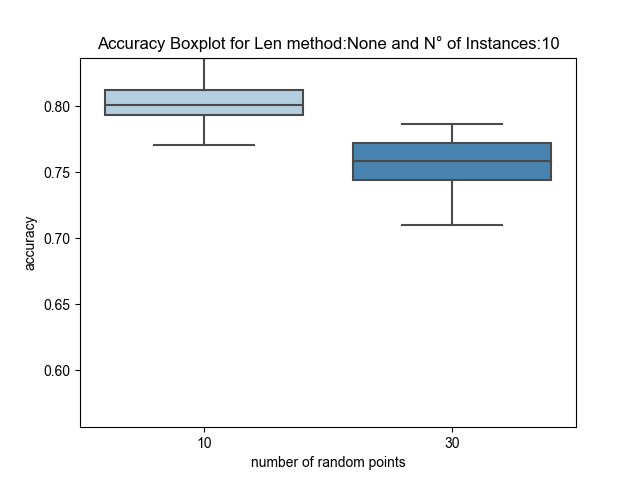 Accuracy Boxplot for Len method:None and N° of Instances:10
0.80
0.75
0.70
0.65
0.60
accuracy
10 30
number of random points